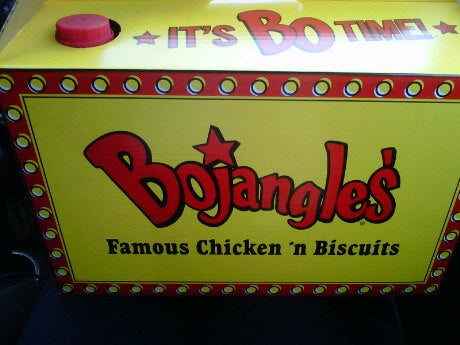 IT'S BO TIME!
Bojangles'
Famous Chicken 'n Biscuits